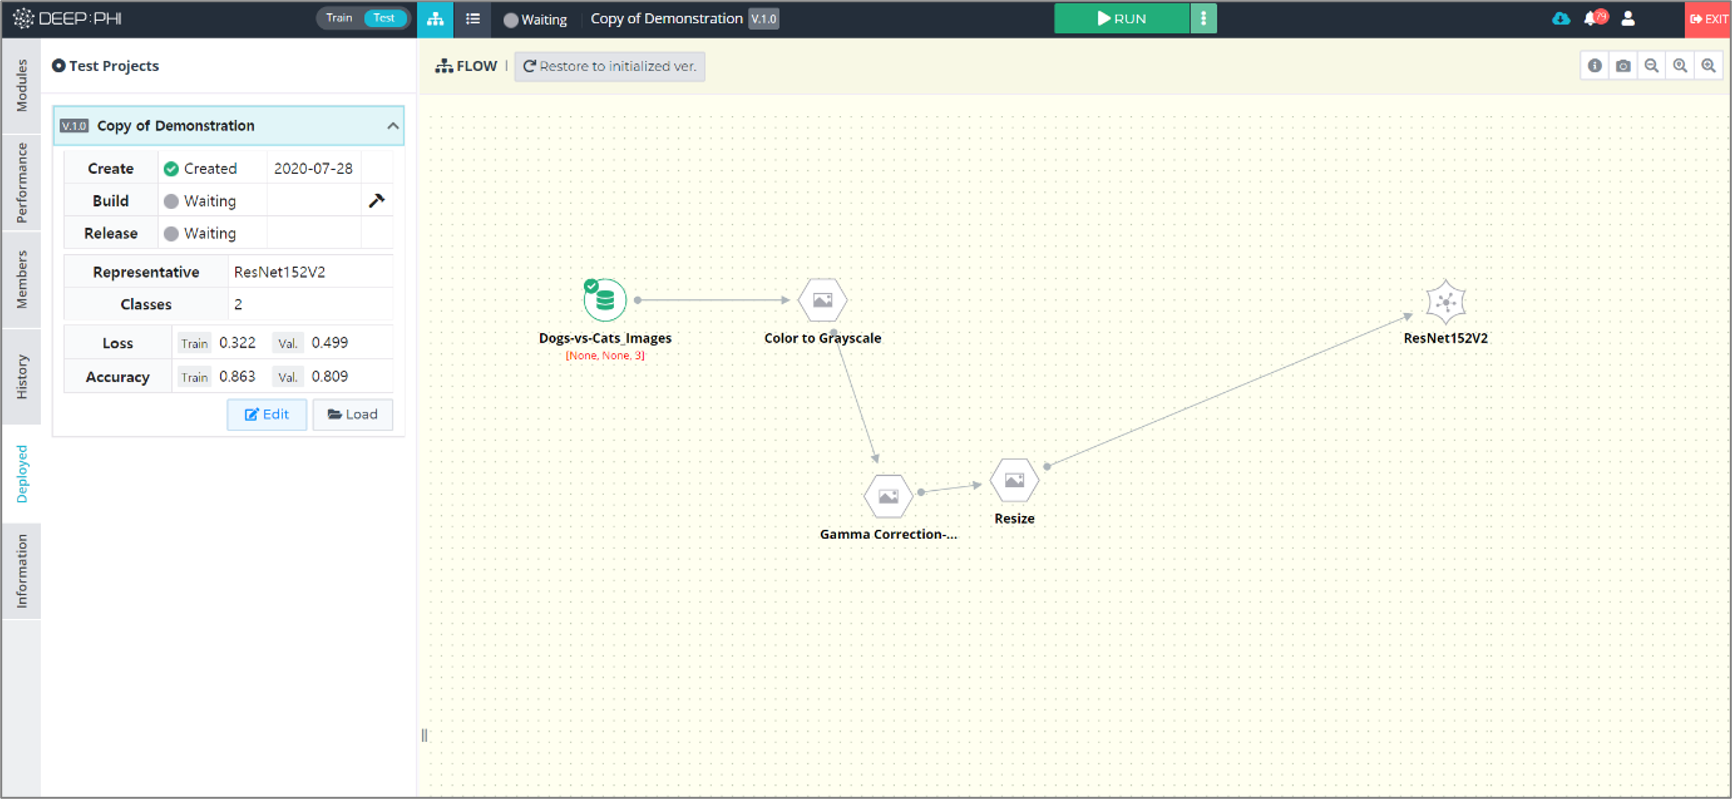 DEEP:PHI
Train Test
Waiting Copy of Demonstration V.1.0
RUN
79
EXIT
Modules
Performance
Members
History
Deployed
Information
Test Projects
V.1.0 Copy of Demonstration
Create Created 2020-07-28
Build Waiting
Release Waiting
Representative ResNet152V2
Classes 2
Loss Train 0.322 Val. 0.499
Accuracy Train 0.863 Val. 0.809
Edit Load
FLOW | Restore to initialized ver.
Dogs-vs-Cats_Images
[None, None, 3]
Color to Grayscale
ResNet152V2
Gamma Correction-...
Resize